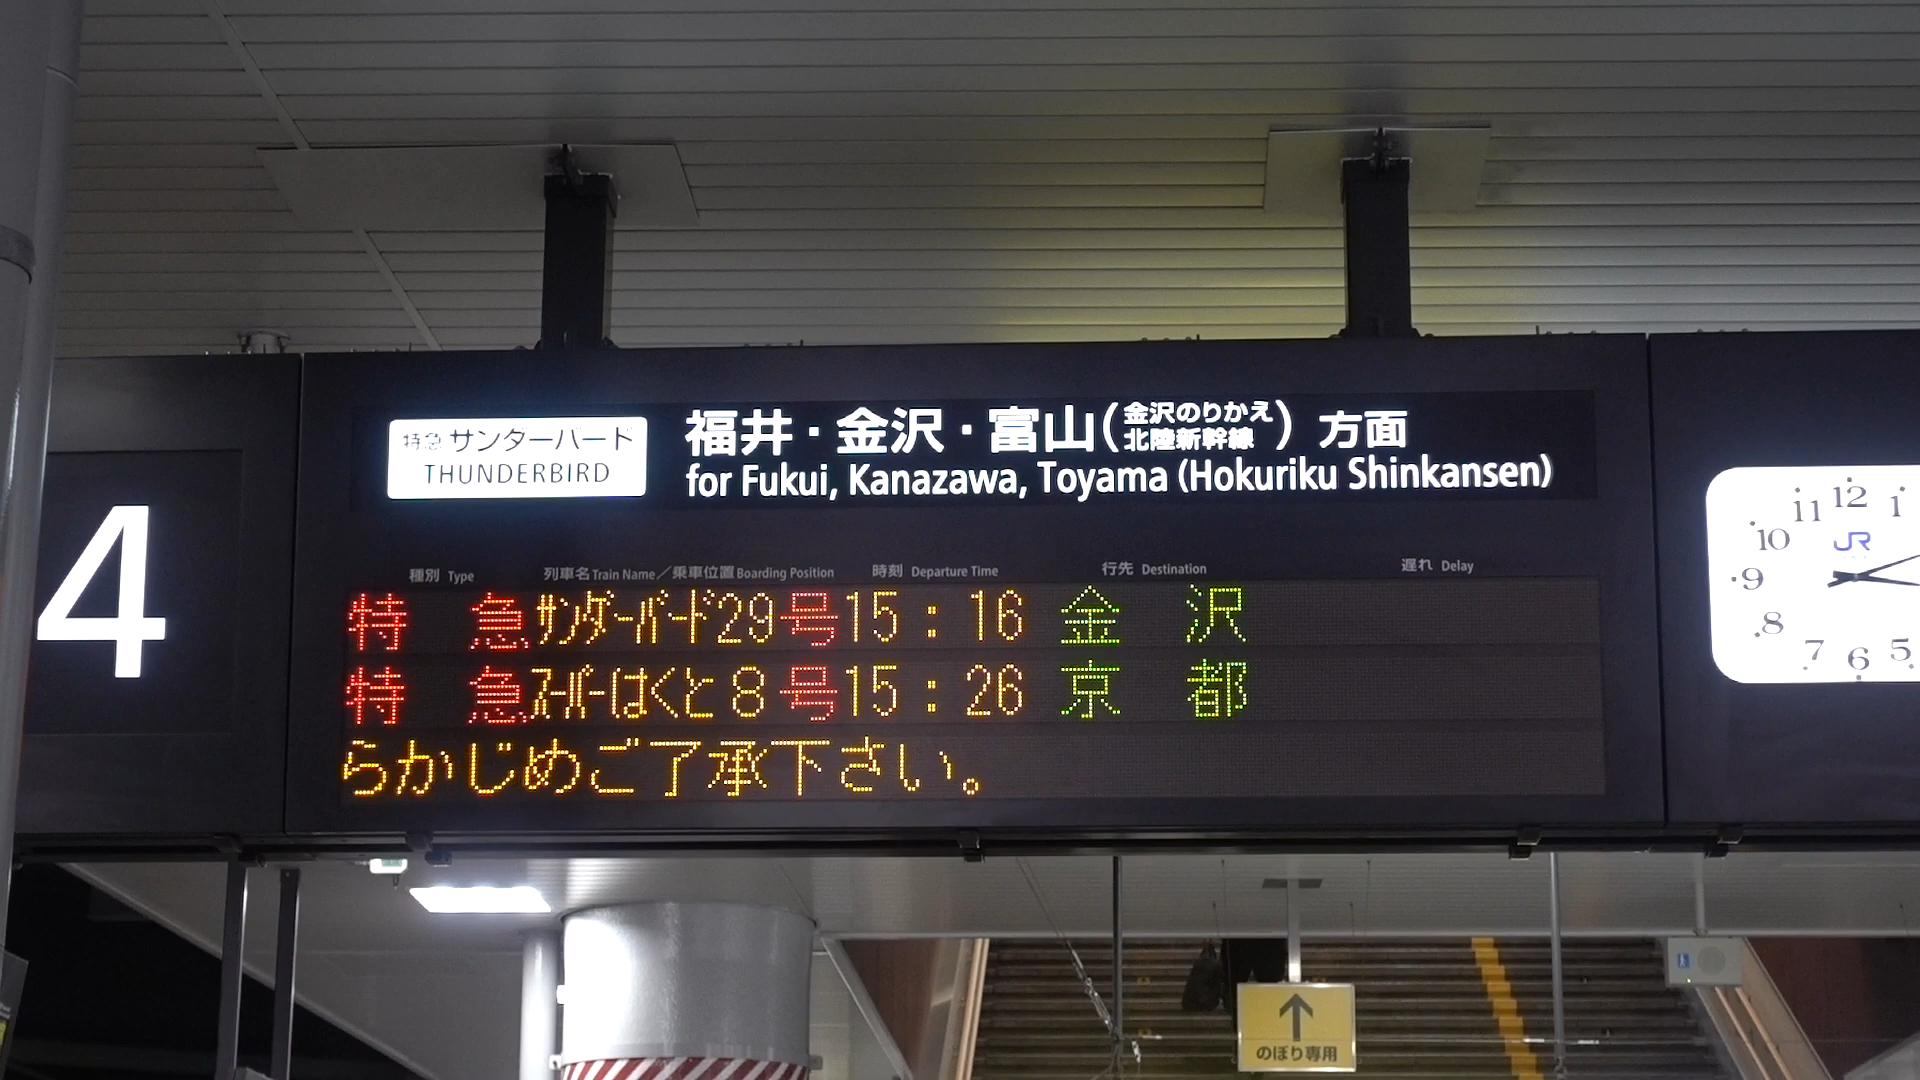 4
特急 サンダーバード
THUNDERBIRD
福井・金沢・富山(金沢のりかえ 北陸新幹線) 方面
for Fukui, Kanazawa, Toyama (Hokuriku Shinkansen)
種別 Type 列車名 Train Name／乗車位置 Boarding Position 時刻 Departure Time 行先 Destination 遅れ Delay
特急 ｻﾝﾀﾞｰﾊﾞｰﾄﾞ29号 15:16 金沢
特急 ｽｰﾊﾟｰはくと8号 15:26 京都
らかじめご了承下さい。
12
11 1
10
JR
9
8
7 6 5
のぼり専用